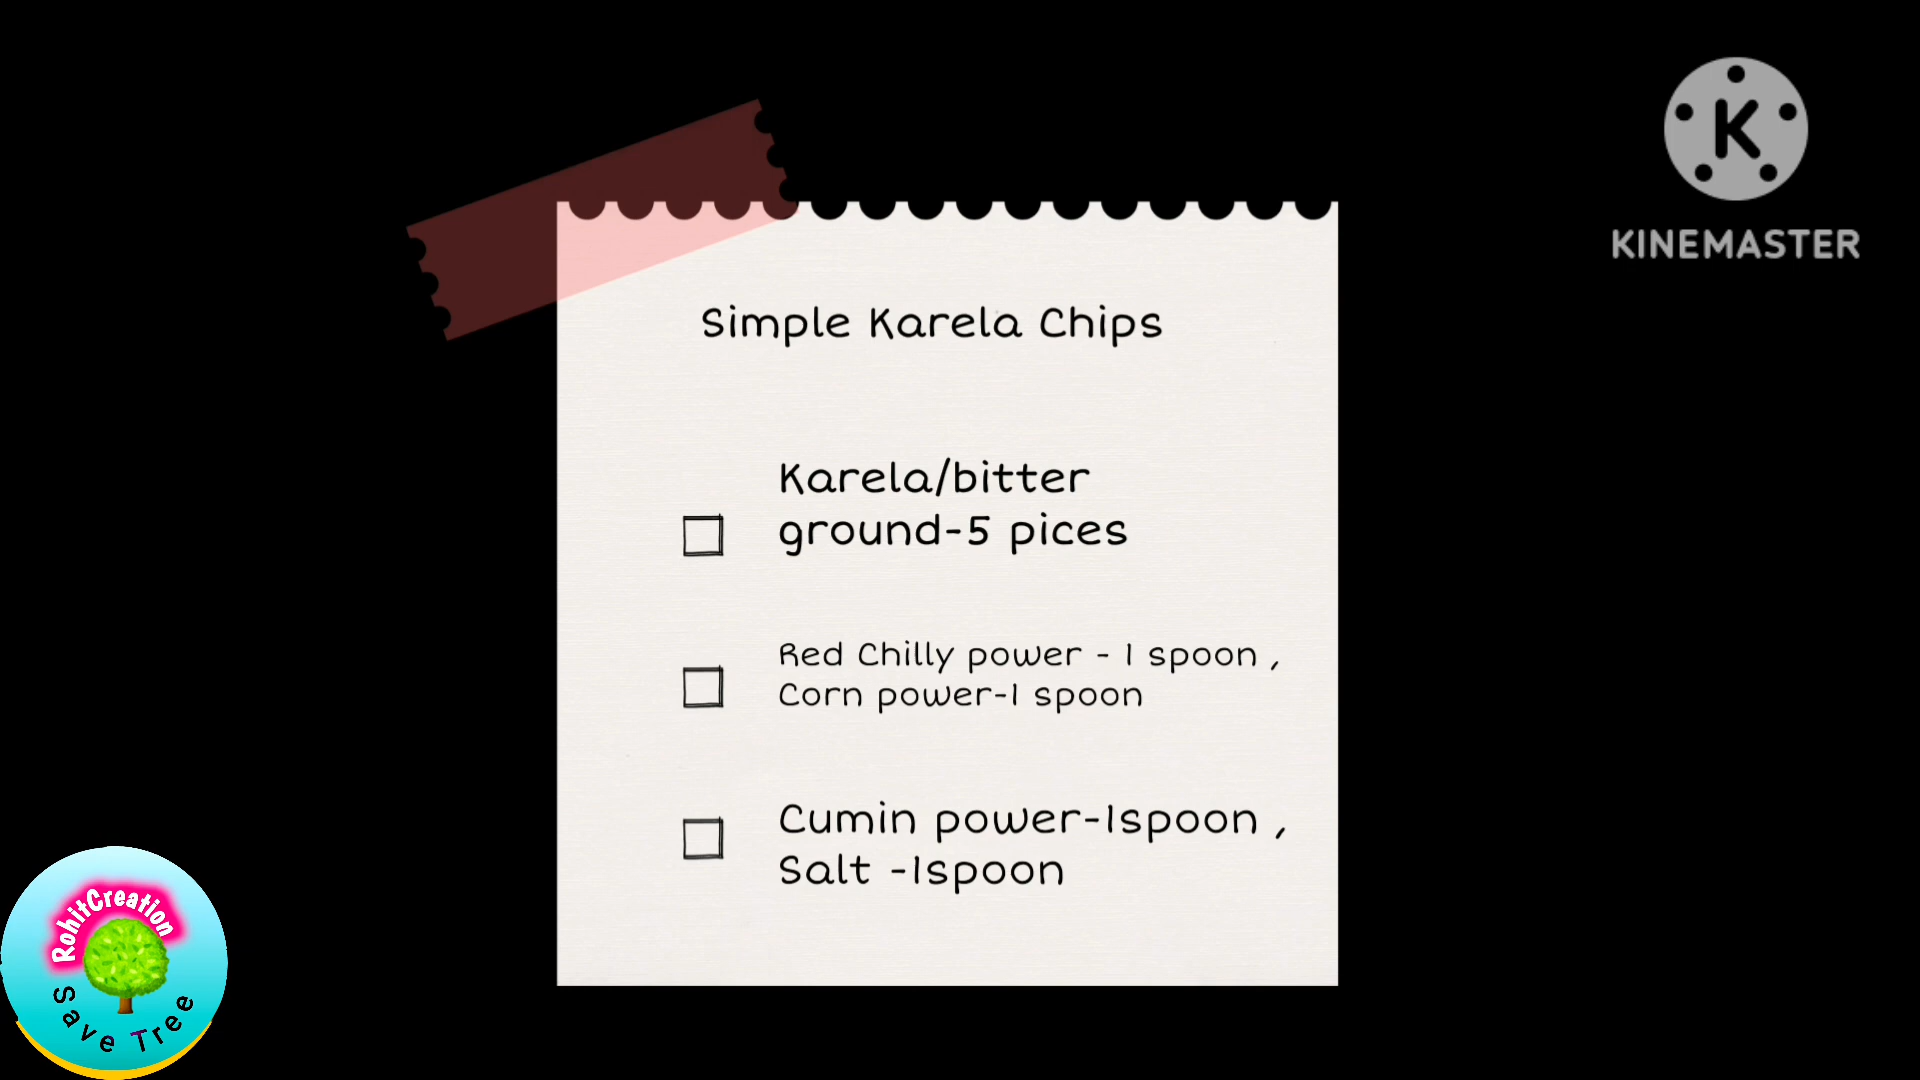 KINEMASTER
Simple Karela Chips
Karela/bitter
ground-5 pices
Red Chilly power - 1 spoon ,
Corn power-1 spoon
Cumin power-1spoon ,
Salt -1spoon
RohitCreation
Save Tree